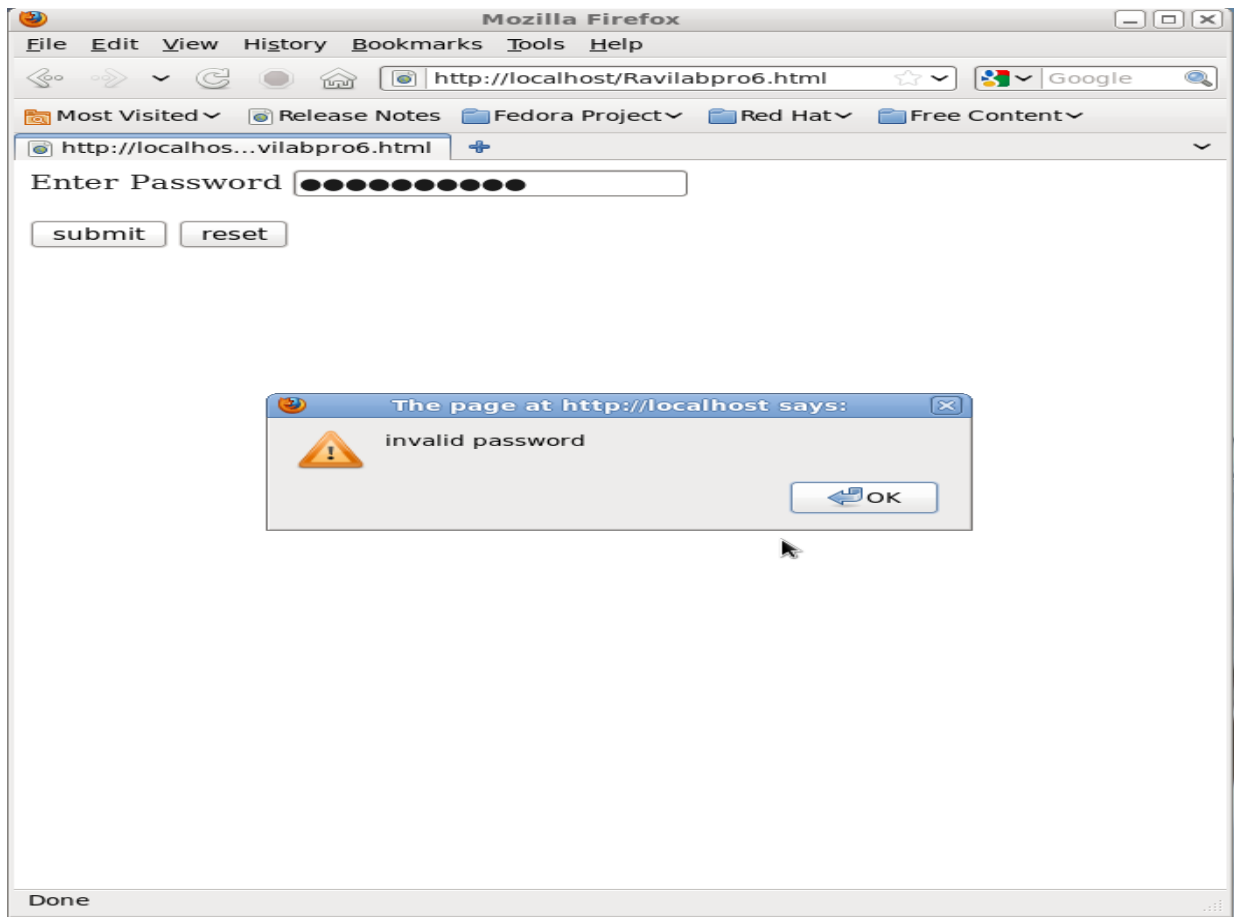 Mozilla Firefox
File Edit View History Bookmarks Tools Help
http://localhost/Ravilabpro6.html Google
Most Visited Release Notes Fedora Project Red Hat Free Content
http://localhos...vilabpro6.html
Enter Password ●●●●●●●●●●
submit reset
The page at http://localhost says:
invalid password
OK
Done